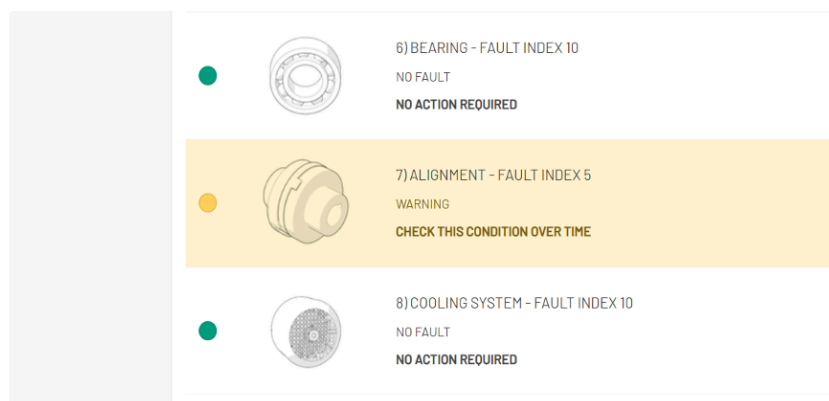 6) BEARING - FAULT INDEX 10
NO FAULT
NO ACTION REQUIRED
7) ALIGNMENT - FAULT INDEX 5
WARNING
CHECK THIS CONDITION OVER TIME
8) COOLING SYSTEM - FAULT INDEX 10
NO FAULT
NO ACTION REQUIRED